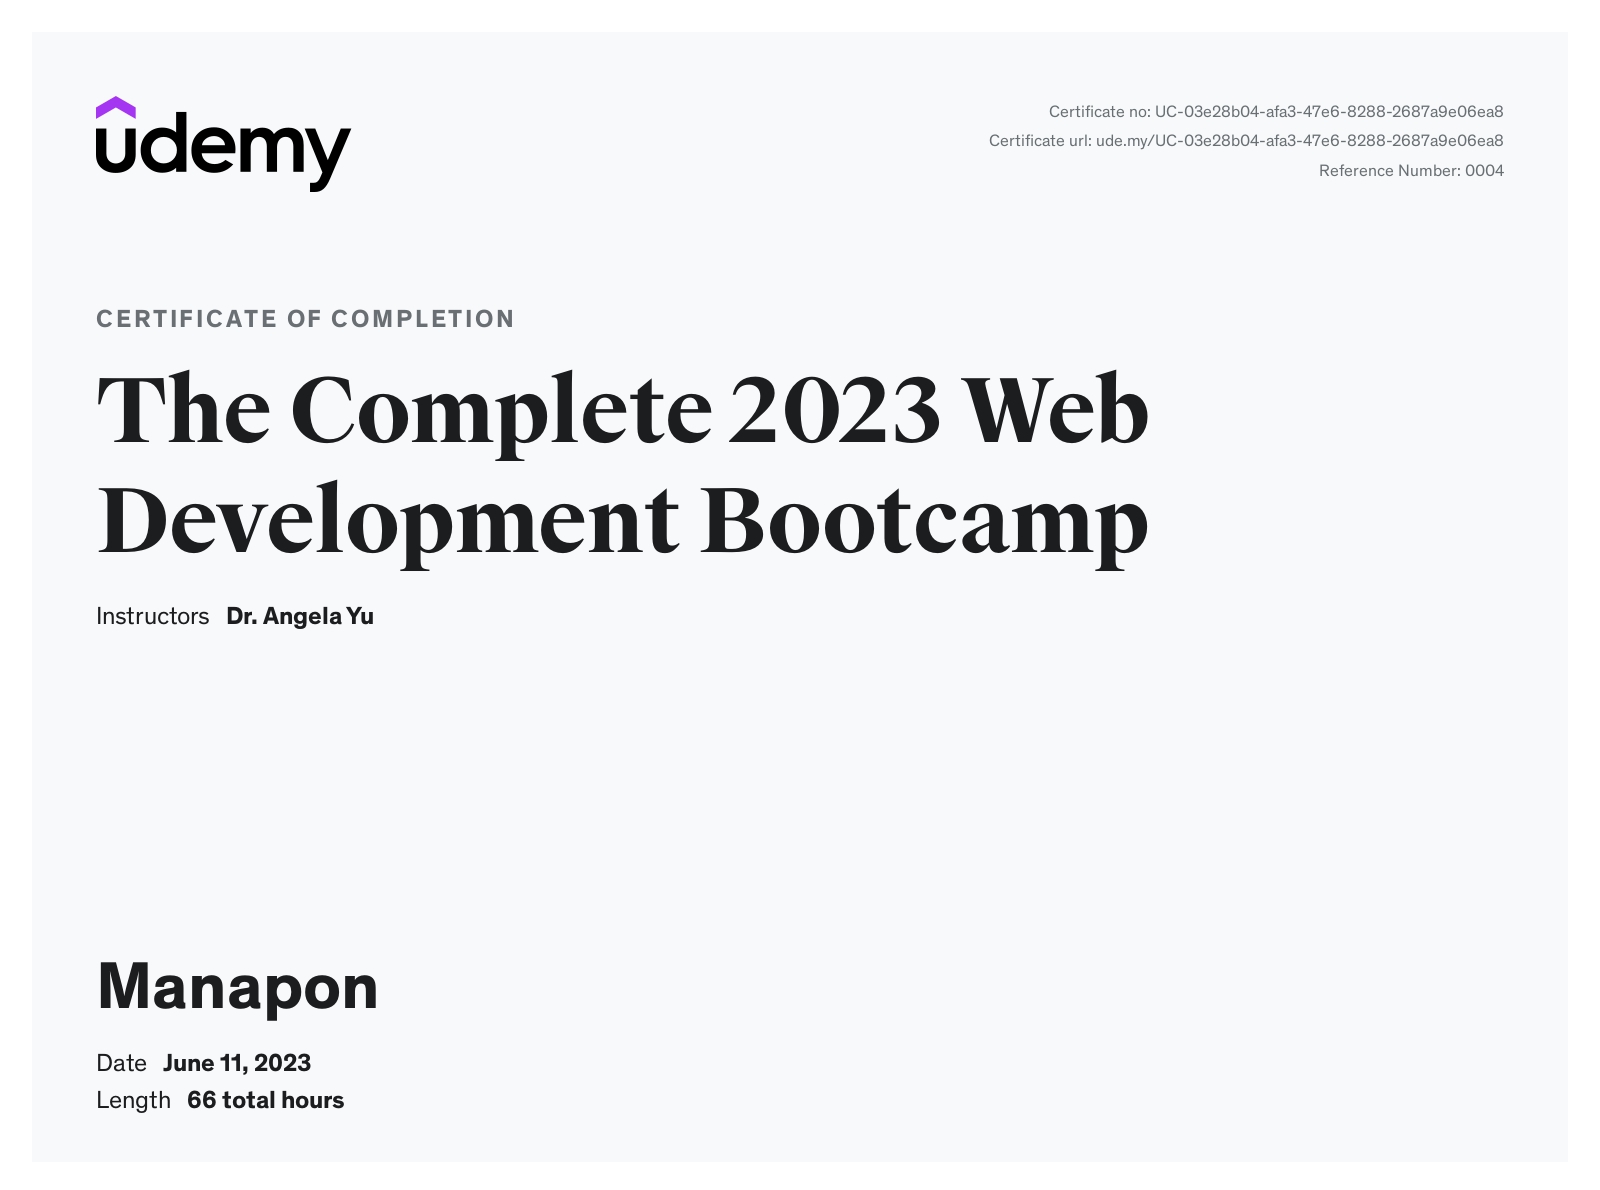 udemy
Certificate no: UC-03e28b04-afa3-47e6-8288-2687a9e06ea8
Certificate url: ude.my/UC-03e28b04-afa3-47e6-8288-2687a9e06ea8
Reference Number: 0004
CERTIFICATE OF COMPLETION
The Complete 2023 Web
Development Bootcamp
Instructors Dr. Angela Yu
Manapon
Date June 11, 2023
Length 66 total hours